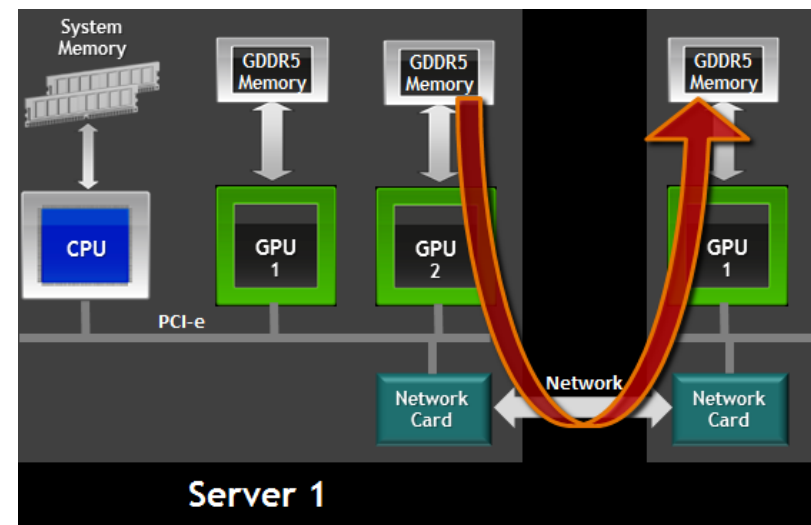 System
Memory
GDDR5
Memory
GDDR5
Memory
GDDR5
Memory
CPU
GPU
1
GPU
2
GPU
1
PCI-e
Network
Network
Card
Network
Card
Server 1